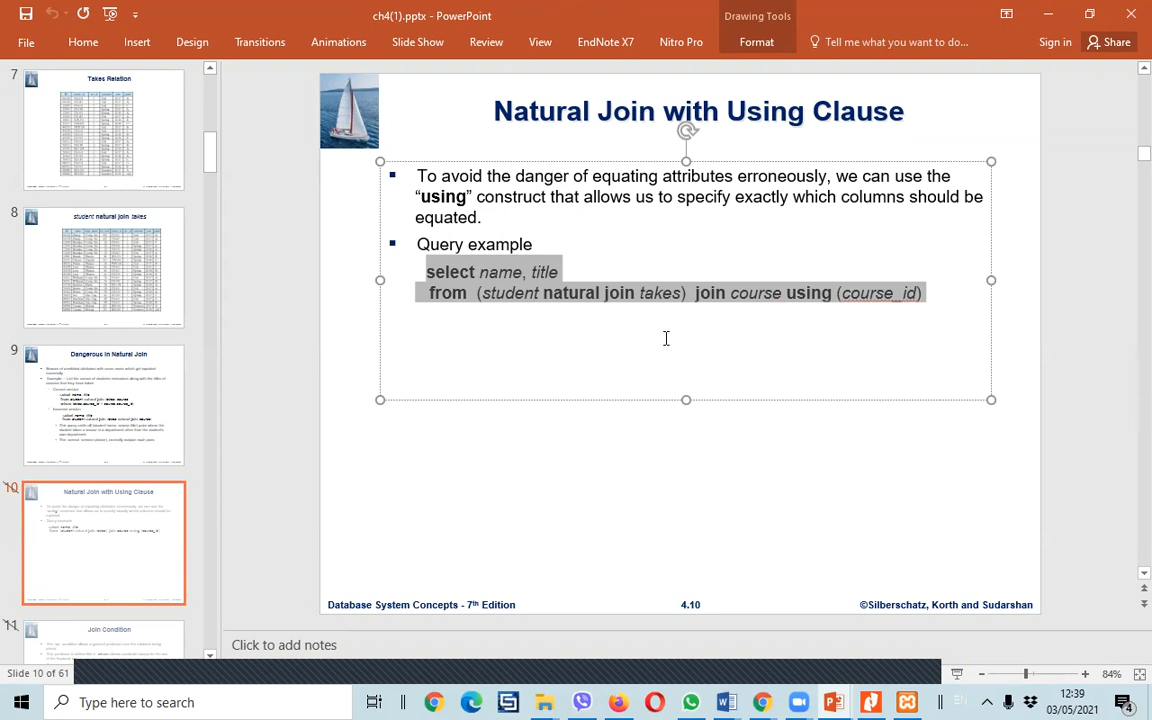 ch4(1).pptx - PowerPoint
Drawing Tools
File
Home
Insert
Design
Transitions
Animations
Slide Show
Review
View
EndNote X7
Nitro Pro
Format
Tell me what you want to do...
Sign in
Share
7
Takes Relation
8
student natural join takes
9
Dangerous in Natural Join
10
Natural Join with Using Clause
11
Join Condition
Natural Join with Using Clause
To avoid the danger of equating attributes erroneously, we can use the
“using” construct that allows us to specify exactly which columns should be
equated.
Query example
select name, title
from (student natural join takes) join course using (course_id)
Database System Concepts - 7th Edition
4.10
©Silberschatz, Korth and Sudarshan
Click to add notes
Slide 10 of 61
84%
Type here to search
12:39
03/05/2021
4